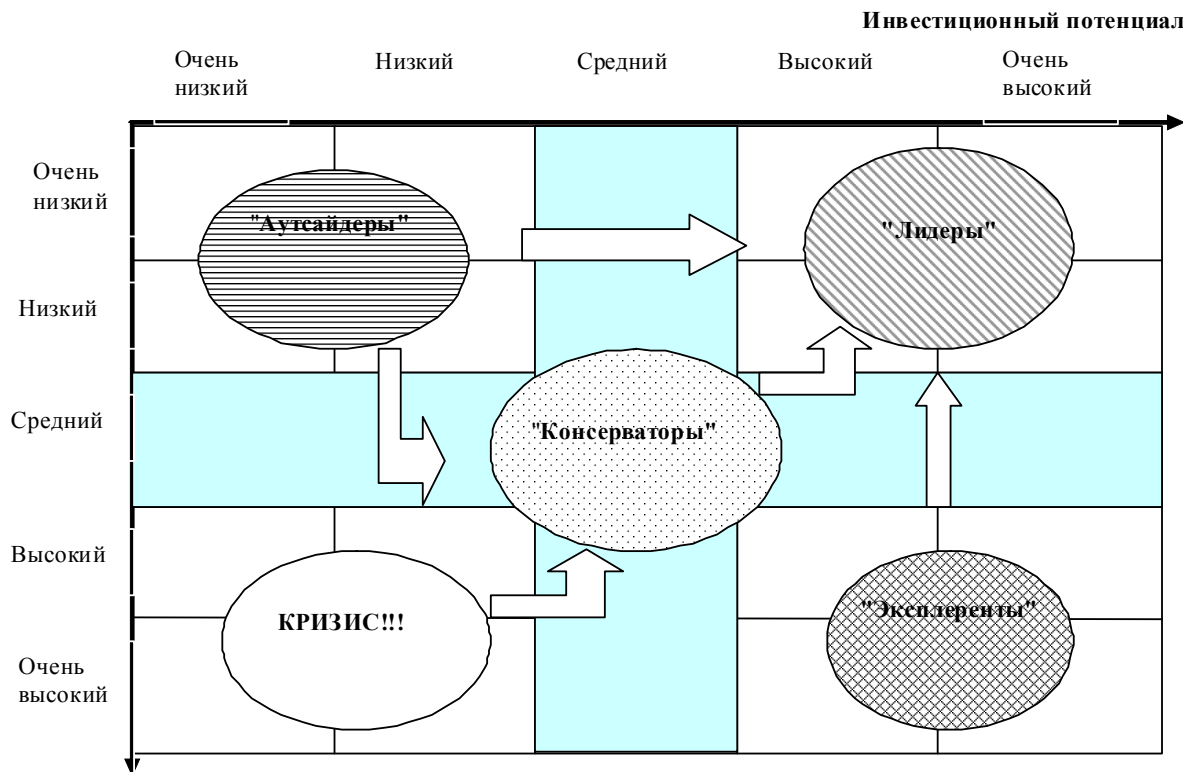 Инвестиционный потенциал
Очень
низкий
Низкий
Средний
Высокий
Очень
высокий
Очень
низкий
"Аутсайдеры"
"Лидеры"
Низкий
Средний
"Консерваторы"
Высокий
КРИЗИС!!!
"Эксплеренты"
Очень
высокий